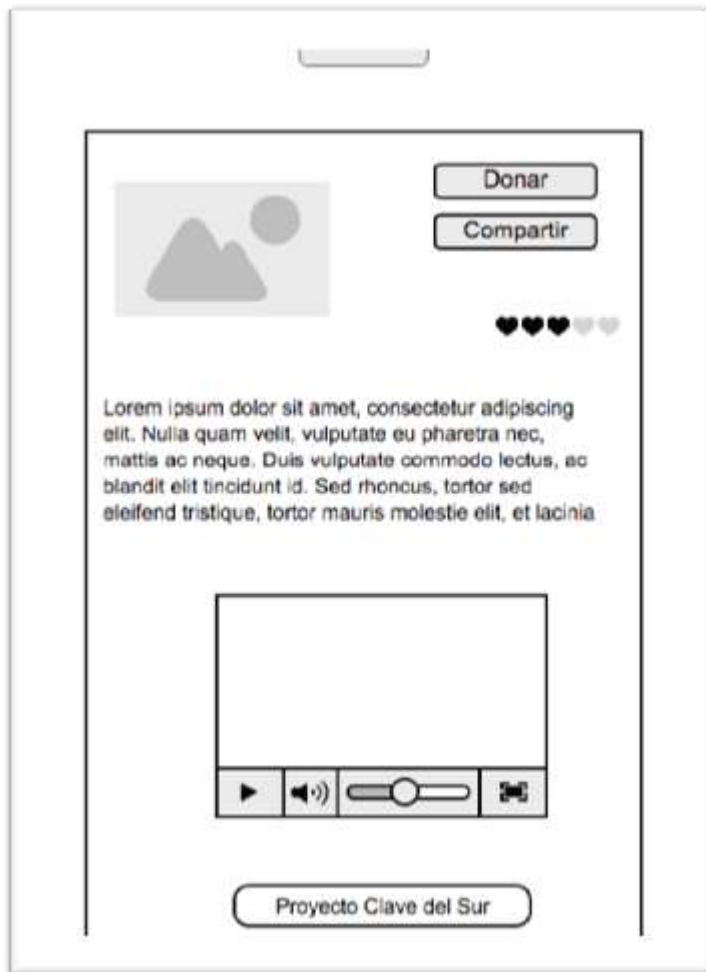 Donar
Compartir
Lorem ipsum dolor sit amet, consectetur adipiscing
elit. Nulla quam velit, vulputate eu pharetra nec,
mattis ac neque. Duis vulputate commodo lectus, ac
blandit elit tincidunt id. Sed rhoncus, tortor sed
eleifend tristique, tortor mauris molestie elit, et lacinia
Proyecto Clave del Sur